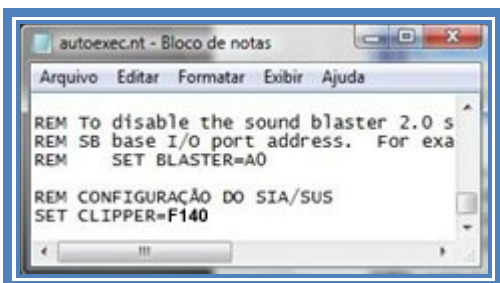 autoexec.nt - Bloco de notas
Arquivo Editar Formatar Exibir Ajuda
REM To disable the sound blaster 2.0 s
REM SB base I/O port address. For exa
REM SET BLASTER=A0
REM CONFIGURAÇÃO DO SIA/SUS
SET CLIPPER=F140